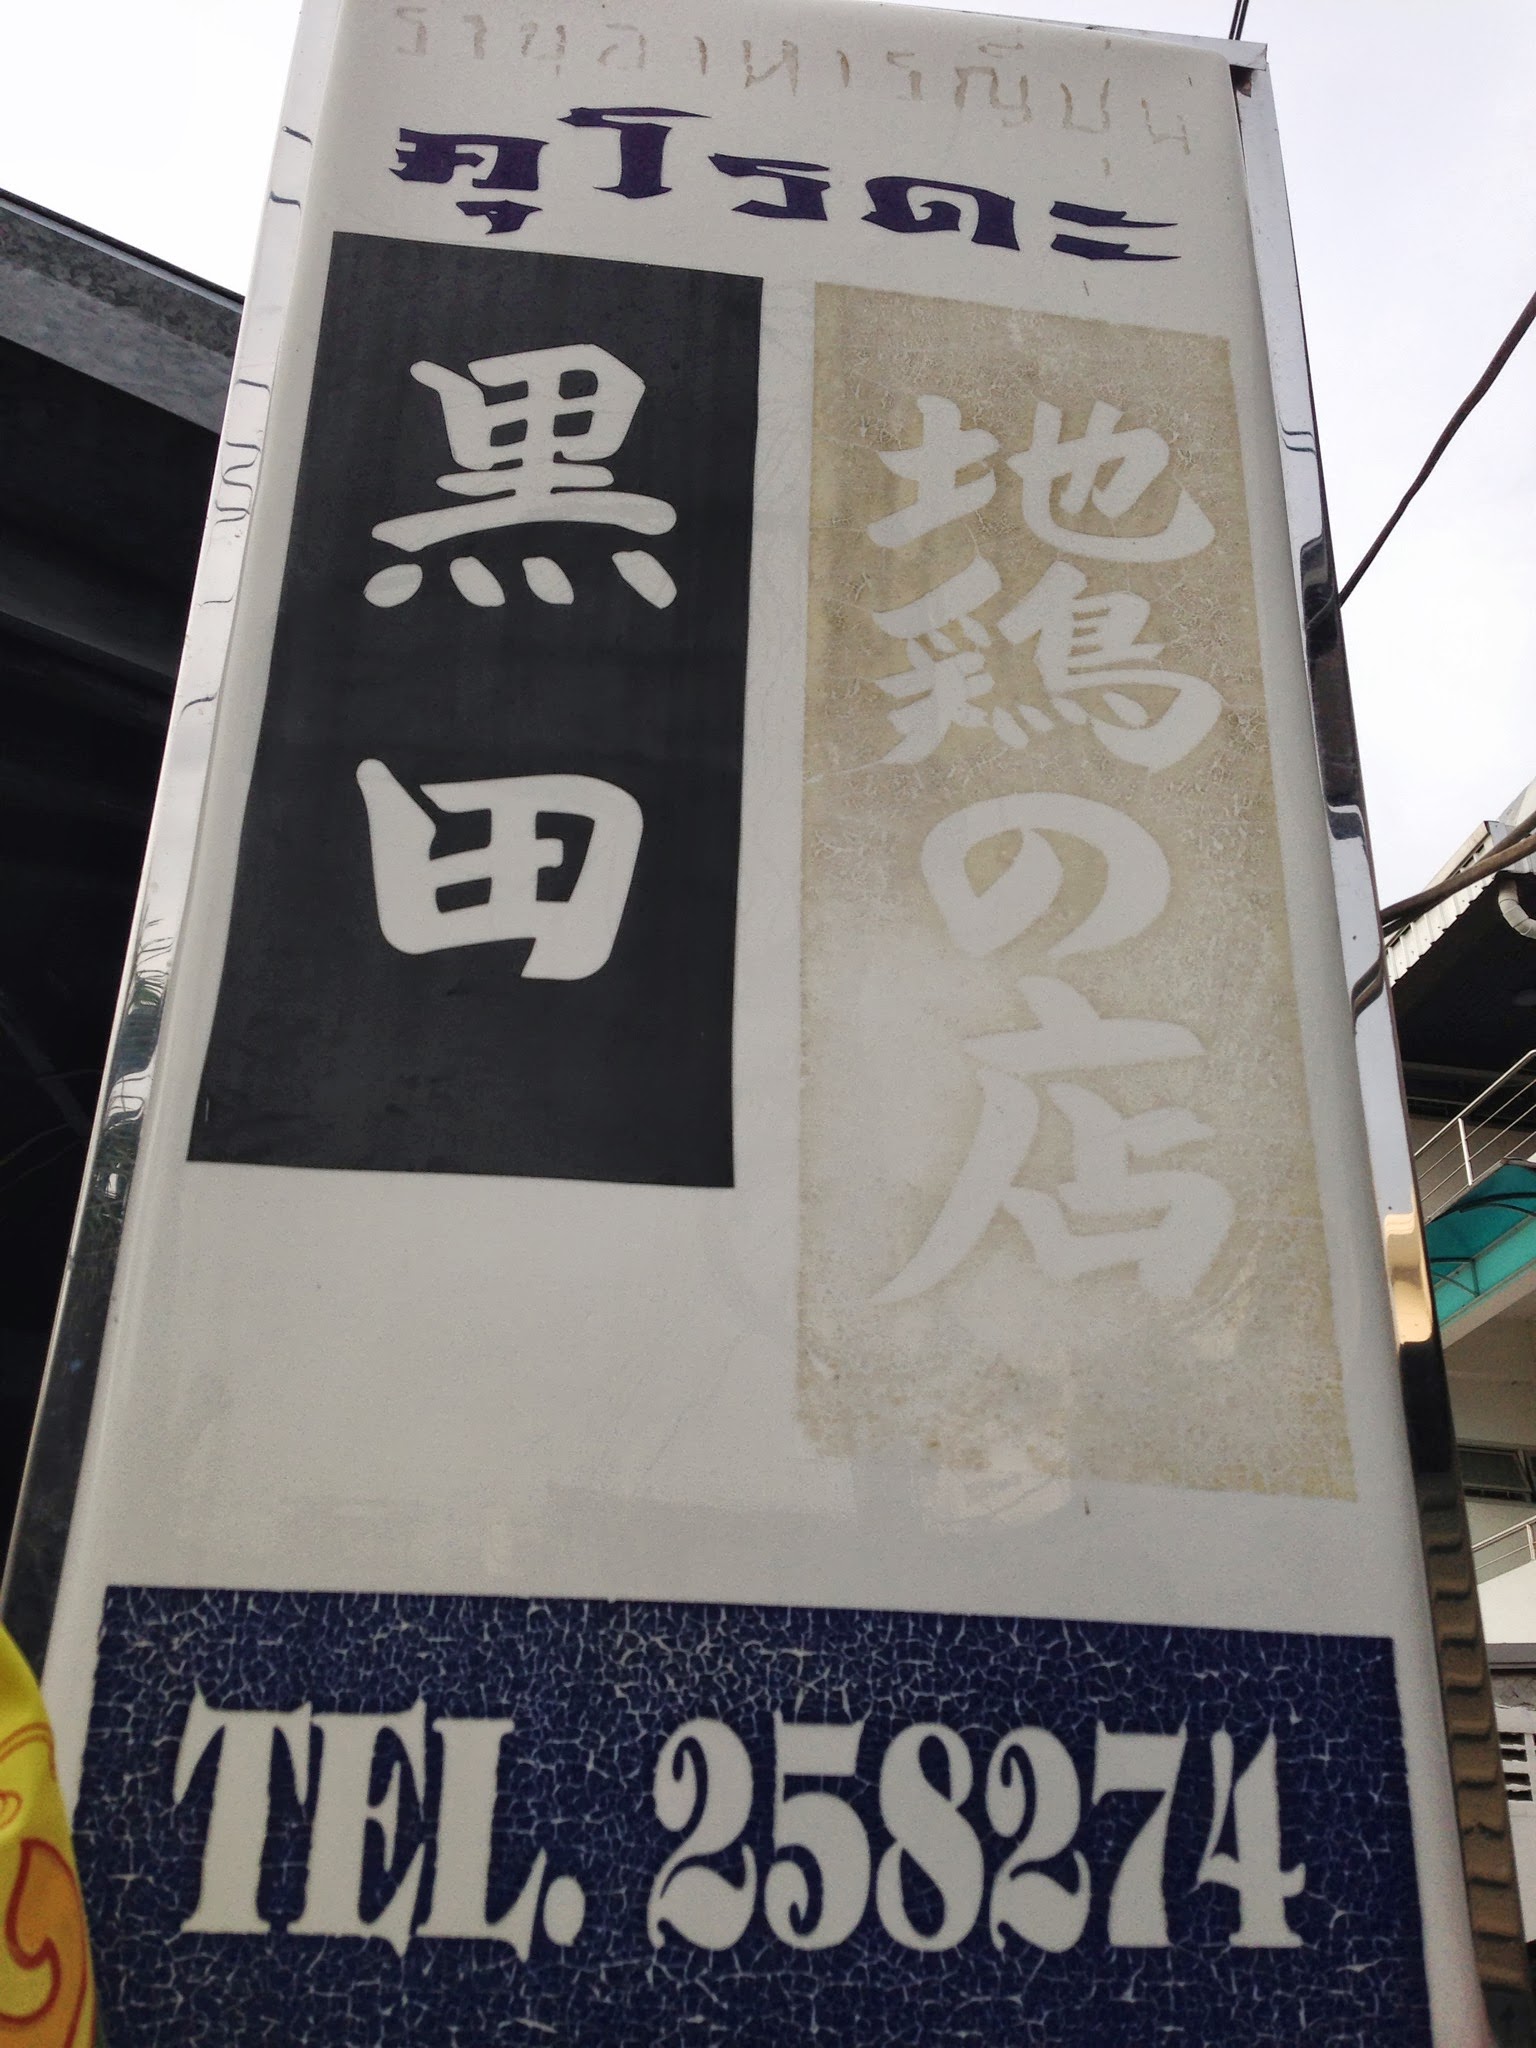 ร้านอาหารญี่ปุ่น
คุโรดะ
黒田
地鶏の店
TEL. 258274